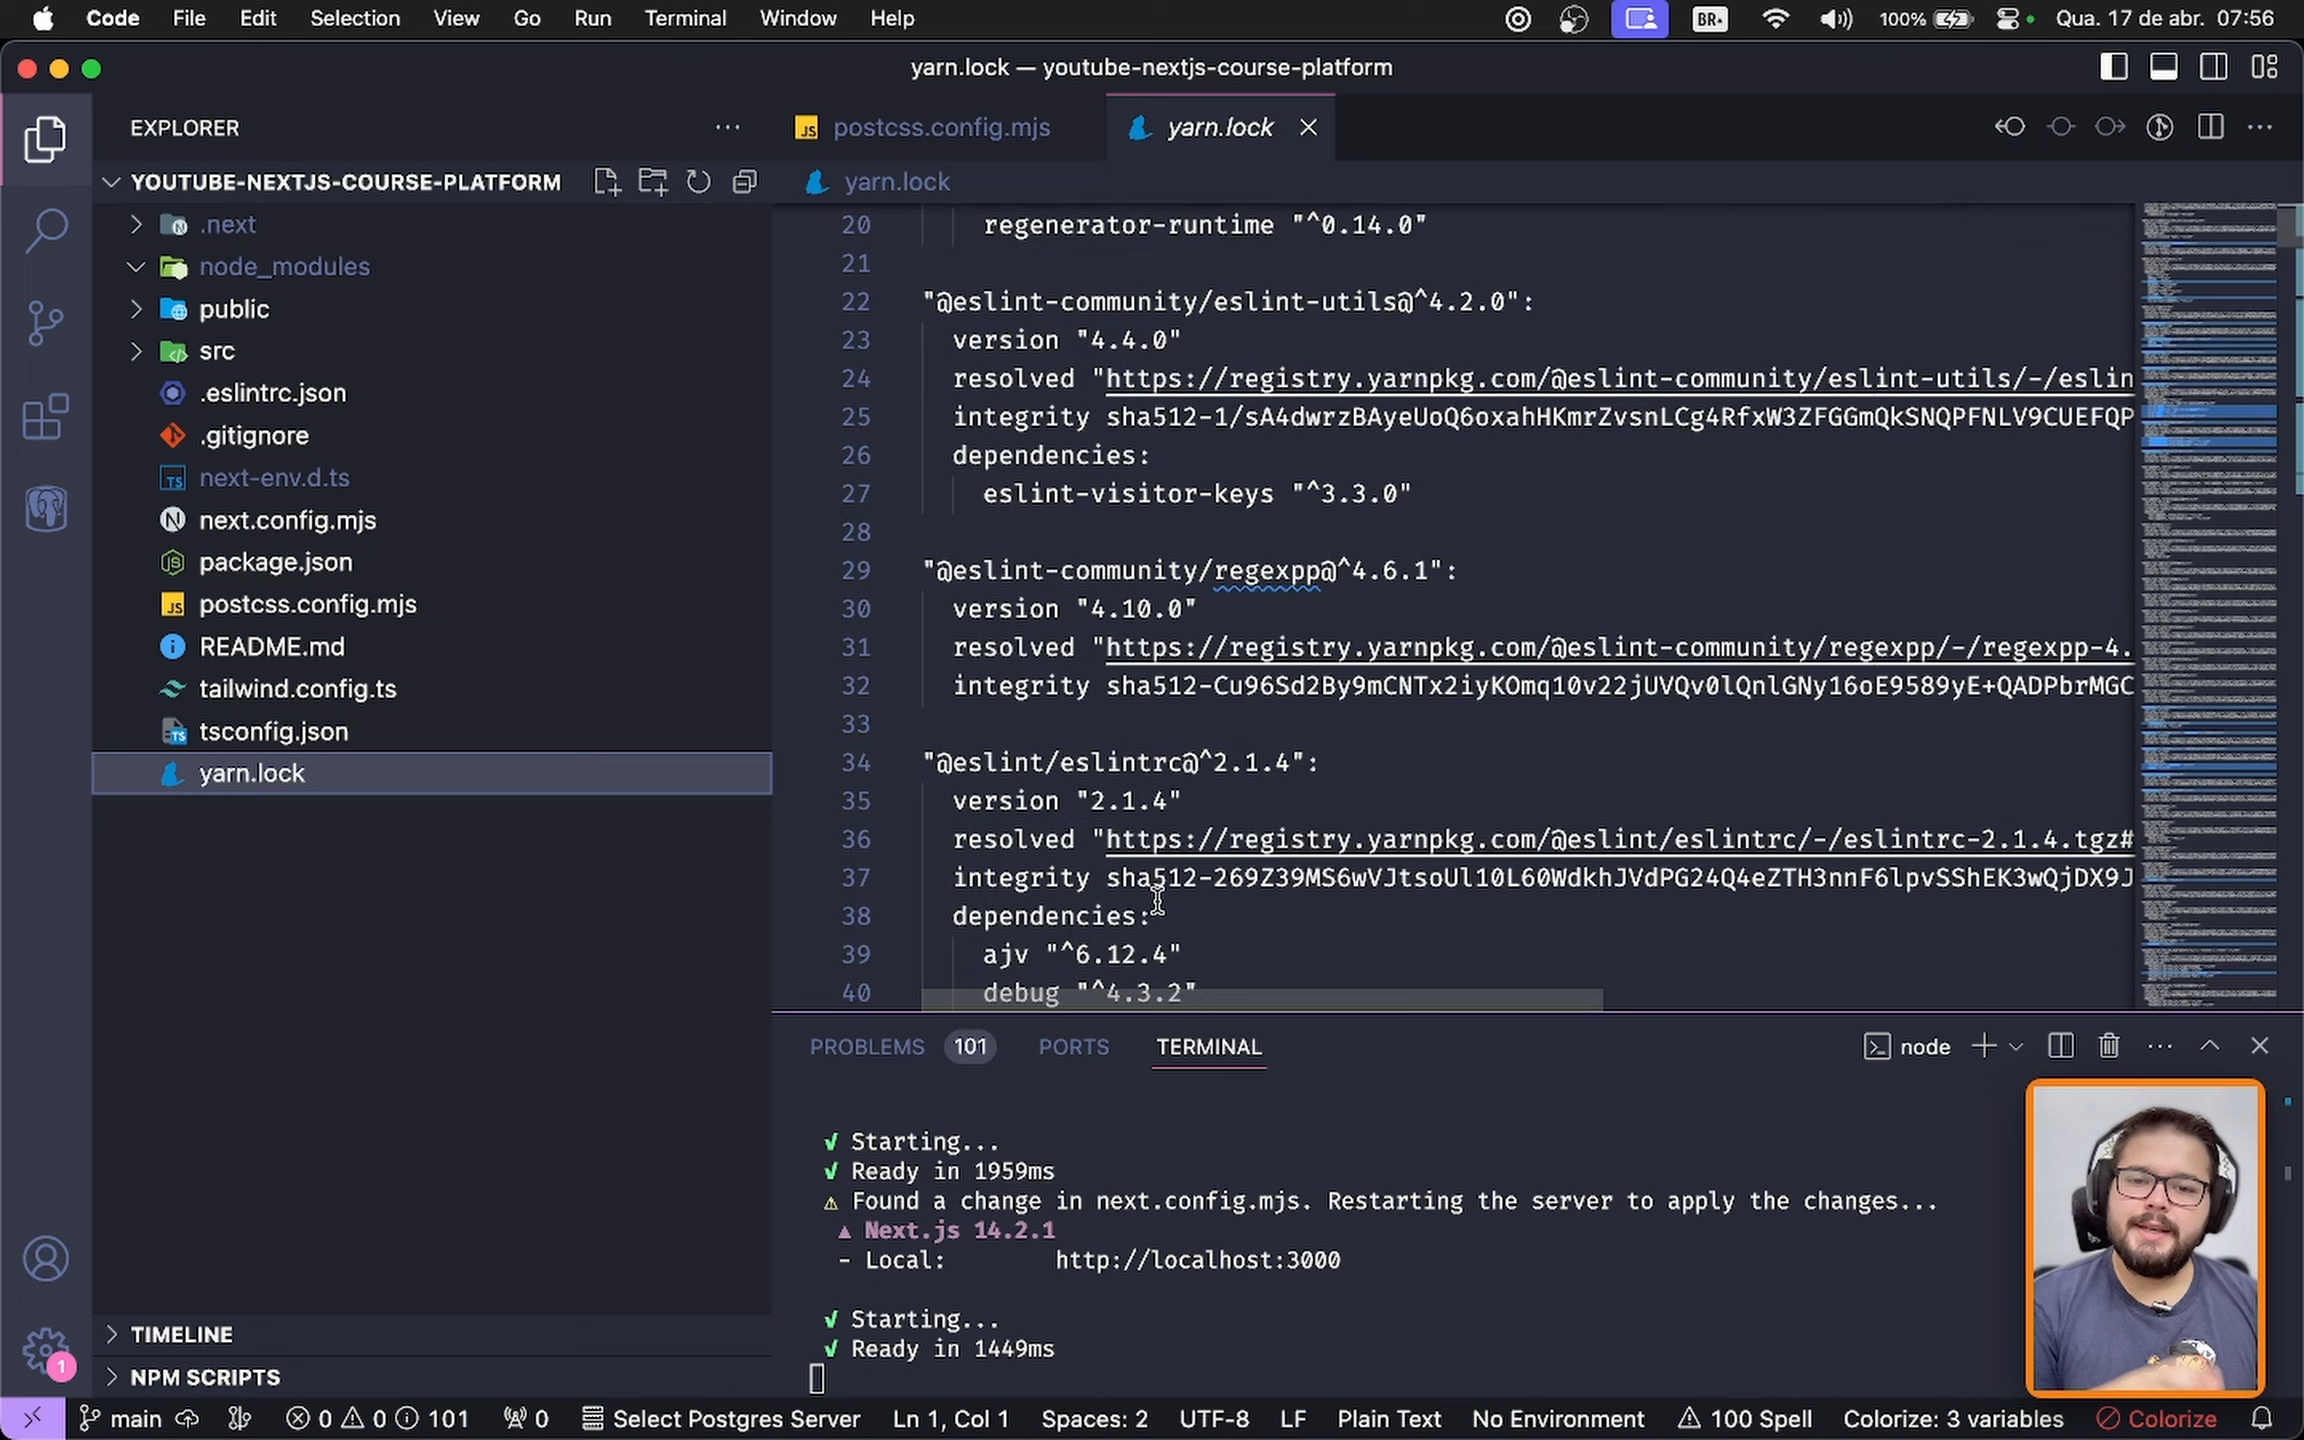 Code File Edit Selection View Go Run Terminal Window Help BR 100% Qua. 17 de abr. 07:56
yarn.lock — youtube-nextjs-course-platform
EXPLORER
YOUTUBE-NEXTJS-COURSE-PLATFORM
.next
node_modules
public
src
.eslintrc.json
.gitignore
next-env.d.ts
next.config.mjs
package.json
postcss.config.mjs
README.md
tailwind.config.ts
tsconfig.json
yarn.lock
TIMELINE
NPM SCRIPTS
postcss.config.mjs yarn.lock
yarn.lock
20 regenerator-runtime "^0.14.0"
21
22 "@eslint-community/eslint-utils@^4.2.0":
23 version "4.4.0"
24 resolved "https://registry.yarnpkg.com/@eslint-community/eslint-utils/-/eslin
25 integrity sha512-1/sA4dwrzBAyeUoQ6oxahHKmrZvsnLCg4RfxW3ZFGGmQkSNQPFNLV9CUEFQP
26 dependencies:
27 eslint-visitor-keys "^3.3.0"
28
29 "@eslint-community/regexpp@^4.6.1":
30 version "4.10.0"
31 resolved "https://registry.yarnpkg.com/@eslint-community/regexpp/-/regexpp-4.
32 integrity sha512-Cu96Sd2By9mCNTx2iyKOmq10v22jUVQv0lQnlGNy16oE9589yE+QADPbrMGC
33
34 "@eslint/eslintrc@^2.1.4":
35 version "2.1.4"
36 resolved "https://registry.yarnpkg.com/@eslint/eslintrc/-/eslintrc-2.1.4.tgz#
37 integrity sha512-269Z39MS6wVJtsoUl10L60WdkhJVdPG24Q4eZTH3nnF6lpvSShEK3wQjDX9J
38 dependencies:
39 ajv "^6.12.4"
40 debug "^4.3.2"
PROBLEMS 101 PORTS TERMINAL node
Starting...
Ready in 1959ms
Found a change in next.config.mjs. Restarting the server to apply the changes...
▲ Next.js 14.2.1
- Local: http://localhost:3000
Starting...
Ready in 1449ms
1
main 0 0 101 0 Select Postgres Server Ln 1, Col 1 Spaces: 2 UTF-8 LF Plain Text No Environment 100 Spell Colorize: 3 variables Colorize